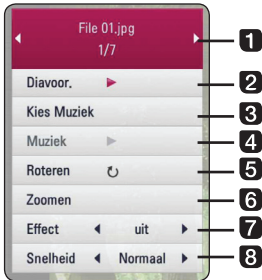 File 01.jpg
1/7
1
Diavoor.
2
Kies Muziek
3
Muziek
4
Roteren
5
Zoomen
6
Effect uit
7
Snelheid Normaal
8